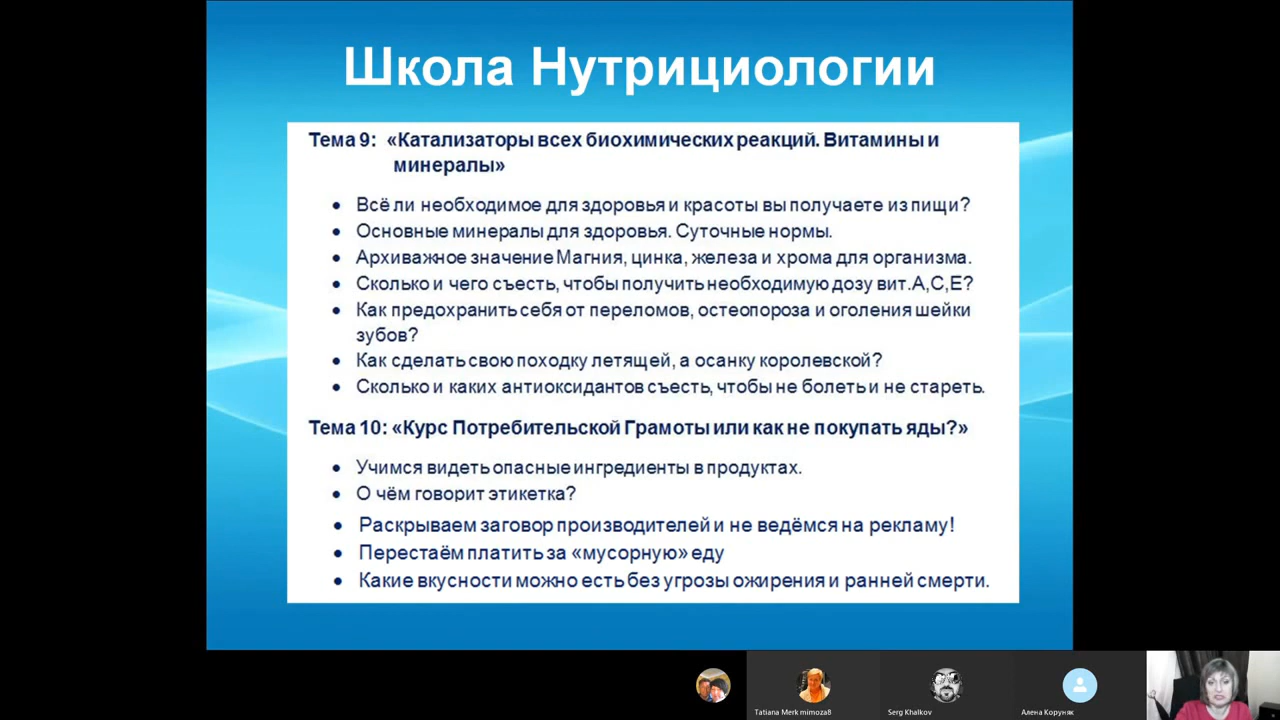 Школа Нутрициологии
Тема 9: «Катализаторы всех биохимических реакций. Витамины и
минералы»
• Всё ли необходимое для здоровья и красоты вы получаете из пищи?
• Основные минералы для здоровья. Суточные нормы.
• Архиважное значение Магния, цинка, железа и хрома для организма.
• Сколько и чего съесть, чтобы получить необходимую дозу вит.А,С,Е?
• Как предохранить себя от переломов, остеопороза и оголения шейки
зубов?
• Как сделать свою походку летящей, а осанку королевской?
• Сколько и каких антиоксидантов съесть, чтобы не болеть и не стареть.
Тема 10: «Курс Потребительской Грамоты или как не покупать яды?»
• Учимся видеть опасные ингредиенты в продуктах.
• О чём говорит этикетка?
• Раскрываем заговор производителей и не ведёмся на рекламу!
• Перестаём платить за «мусорную» еду
• Какие вкусности можно есть без угрозы ожирения и ранней смерти.
Tatiana Merk mimoza8
Serg Khalkov
Алена Коруняк